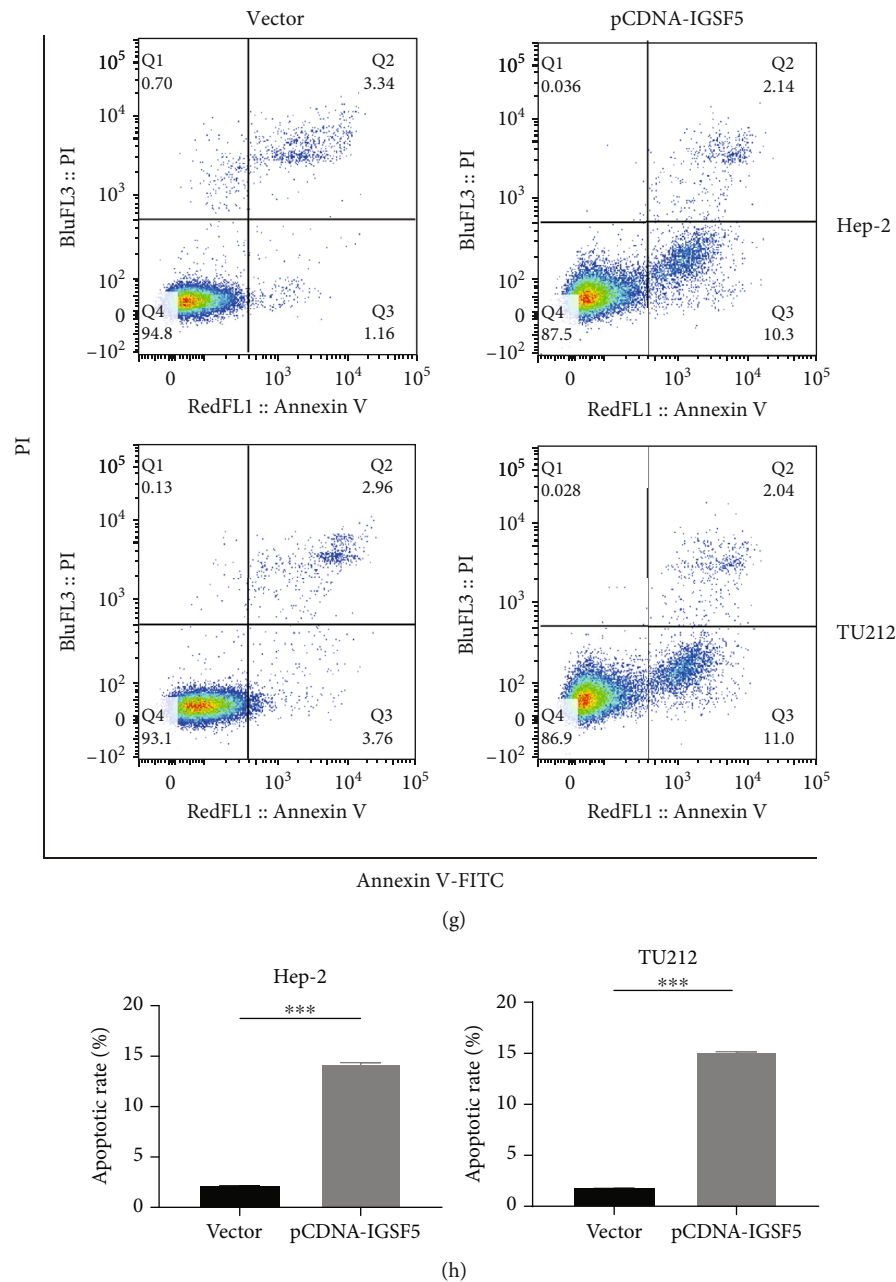 Vector
pCDNA-IGSF5
PI
BluFL3 :: PI
10⁵
10⁴
10³
10²
0
−10²
Q1
0.70
Q2
3.34
Q4
94.8
Q3
1.16
0
10³
10⁴
10⁵
RedFL1 :: Annexin V
BluFL3 :: PI
10⁵
10⁴
10³
10²
0
−10²
Q1
0.036
Q2
2.14
Q4
87.5
Q3
10.3
0
10³
10⁴
10⁵
RedFL1 :: Annexin V
Hep-2
BluFL3 :: PI
10⁵
10⁴
10³
10²
0
−10²
Q1
0.13
Q2
2.96
Q4
93.1
Q3
3.76
0
10³
10⁴
10⁵
RedFL1 :: Annexin V
BluFL3 :: PI
10⁵
10⁴
10³
10²
0
−10²
Q1
0.028
Q2
2.04
Q4
86.9
Q3
11.0
0
10³
10⁴
10⁵
RedFL1 :: Annexin V
TU212
Annexin V-FITC
(g)
Hep-2
***
Apoptotic rate (%)
20
15
10
5
0
Vector
pCDNA-IGSF5
TU212
***
Apoptotic rate (%)
20
15
10
5
0
Vector
pCDNA-IGSF5
(h)